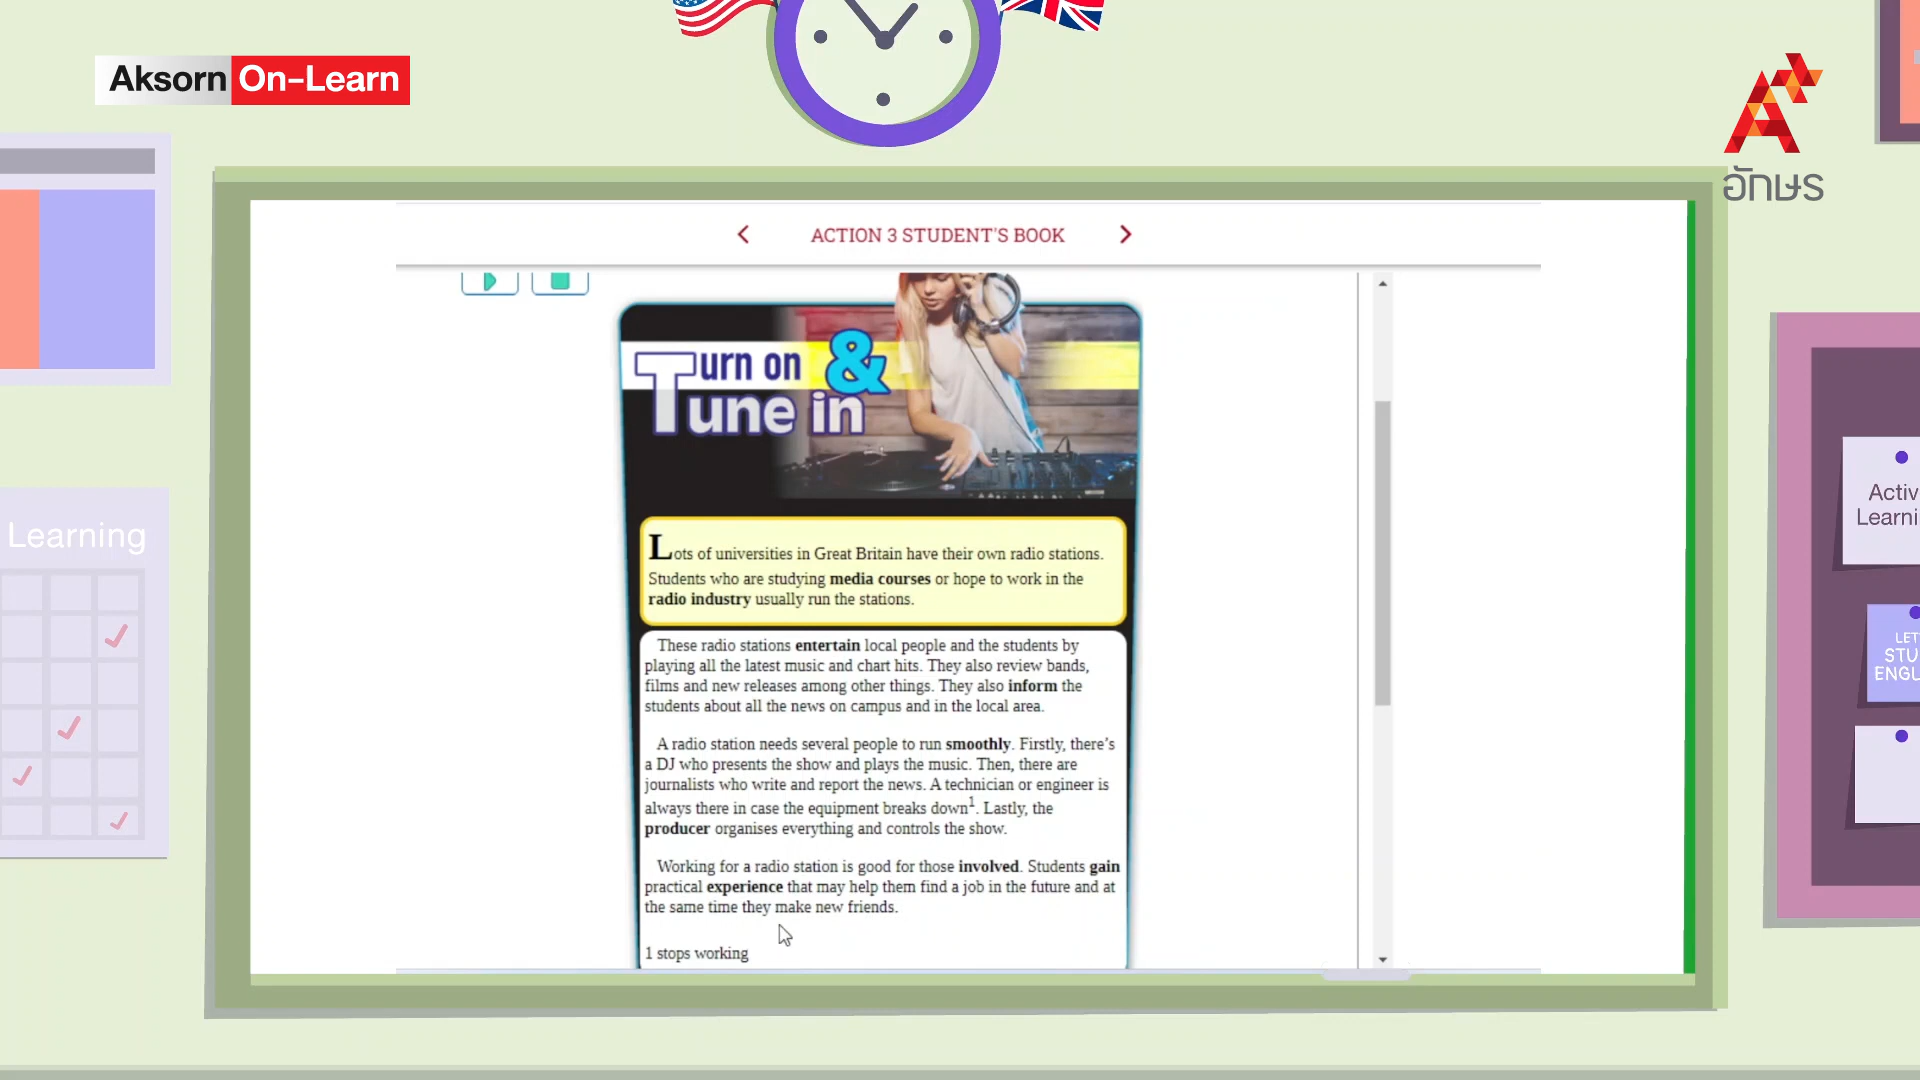 Aksorn On-Learn
อักษร
ACTION 3 STUDENT'S BOOK
Turn on &
Tune in
Lots of universities in Great Britain have their own radio stations.
Students who are studying media courses or hope to work in the
radio industry usually run the stations.
These radio stations entertain local people and the students by
playing all the latest music and chart hits. They also review bands,
films and new releases among other things. They also inform the
students about all the news on campus and in the local area.
A radio station needs several people to run smoothly. Firstly, there's
a DJ who presents the show and plays the music. Then, there are
journalists who write and report the news. A technician or engineer is
always there in case the equipment breaks down1. Lastly, the
producer organises everything and controls the show.
Working for a radio station is good for those involved. Students gain
practical experience that may help them find a job in the future and at
the same time they make new friends.
1 stops working
Learning
Activ
Learni
LET
STU
ENGL